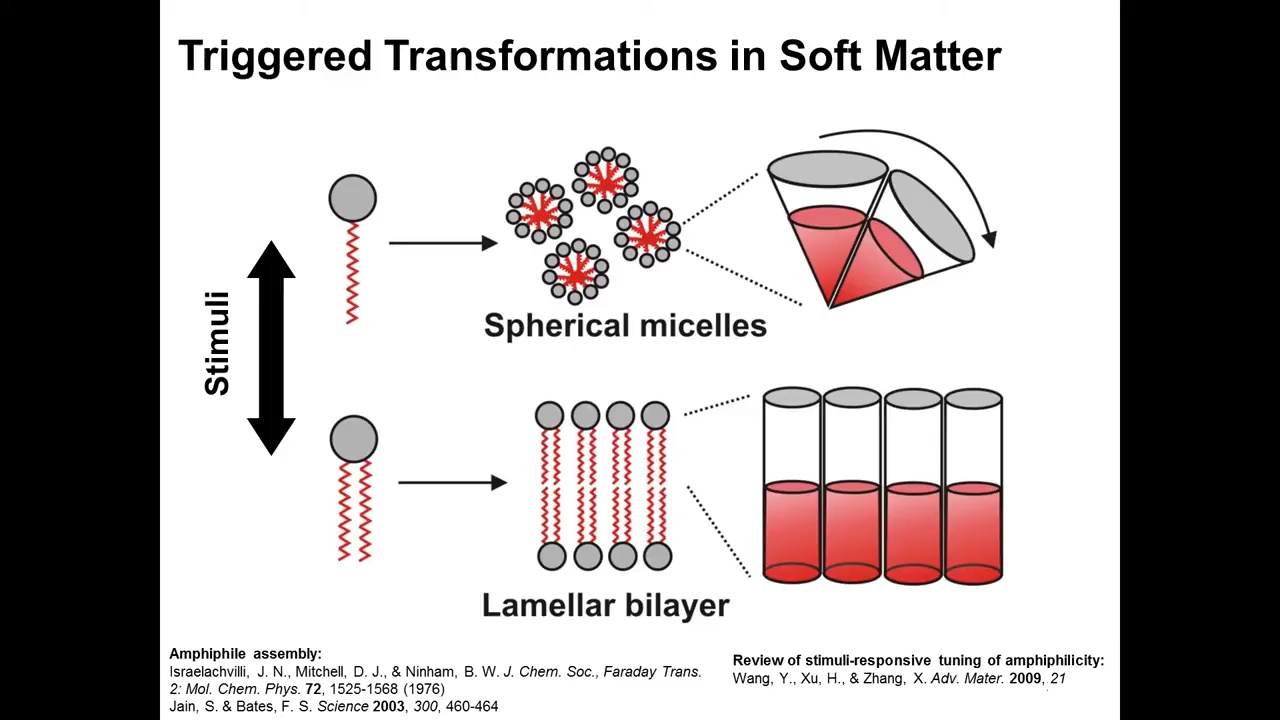 Triggered Transformations in Soft Matter
Stimuli
Spherical micelles
Lamellar bilayer
Amphiphile assembly:
Israelachvilli, J. N., Mitchell, D. J., & Ninham, B. W. J. Chem. Soc., Faraday Trans.
2: Mol. Chem. Phys. 72, 1525-1568 (1976)
Jain, S. & Bates, F. S. Science 2003, 300, 460-464
Review of stimuli-responsive tuning of amphiphilicity:
Wang, Y., Xu, H., & Zhang, X. Adv. Mater. 2009, 21